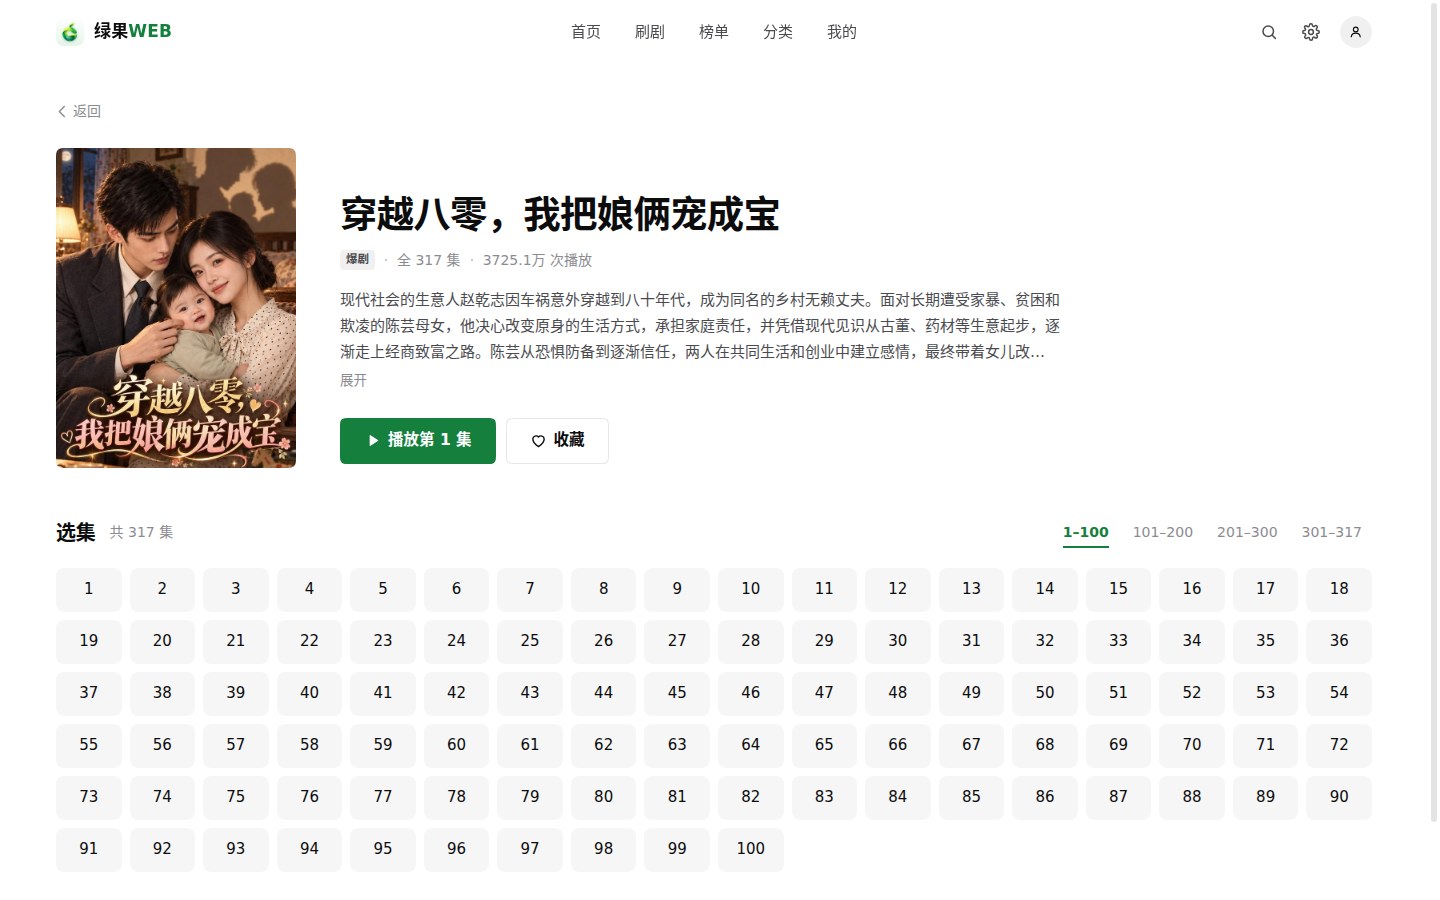 绿果WEB
首页 刷剧 榜单 分类 我的
返回
穿越八零,
我把娘俩宠成宝
穿越八零，我把娘俩宠成宝
爆剧 · 全 317 集 · 3725.1万 次播放
现代社会的生意人赵乾志因车祸意外穿越到八十年代，成为同名的乡村无赖丈夫。面对长期遭受家暴、贫困和
欺凌的陈芸母女，他决心改变原身的生活方式，承担家庭责任，并凭借现代见识从古董、药材等生意起步，逐
渐走上经商致富之路。陈芸从恐惧防备到逐渐信任，两人在共同生活和创业中建立感情，最终带着女儿改…
展开
播放第 1 集 收藏
选集 共 317 集 1–100 101–200 201–300 301–317
1 2 3 4 5 6 7 8 9 10 11 12 13 14 15 16 17 18
19 20 21 22 23 24 25 26 27 28 29 30 31 32 33 34 35 36
37 38 39 40 41 42 43 44 45 46 47 48 49 50 51 52 53 54
55 56 57 58 59 60 61 62 63 64 65 66 67 68 69 70 71 72
73 74 75 76 77 78 79 80 81 82 83 84 85 86 87 88 89 90
91 92 93 94 95 96 97 98 99 100